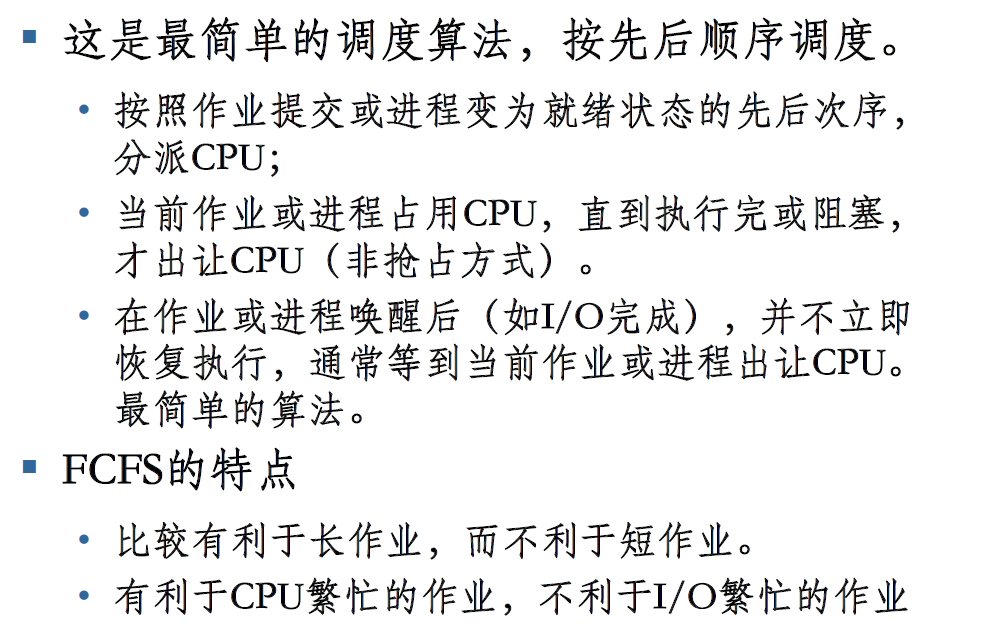 这是最简单的调度算法，按先后顺序调度。
按照作业提交或进程变为就绪状态的先后次序，
分派CPU；
当前作业或进程占用CPU，直到执行完或阻塞，
才出让CPU（非抢占方式）。
在作业或进程唤醒后（如I/O完成），并不立即
恢复执行，通常等到当前作业或进程出让CPU。
最简单的算法。
FCFS的特点
比较有利于长作业，而不利于短作业。
有利于CPU繁忙的作业，不利于I/O繁忙的作业